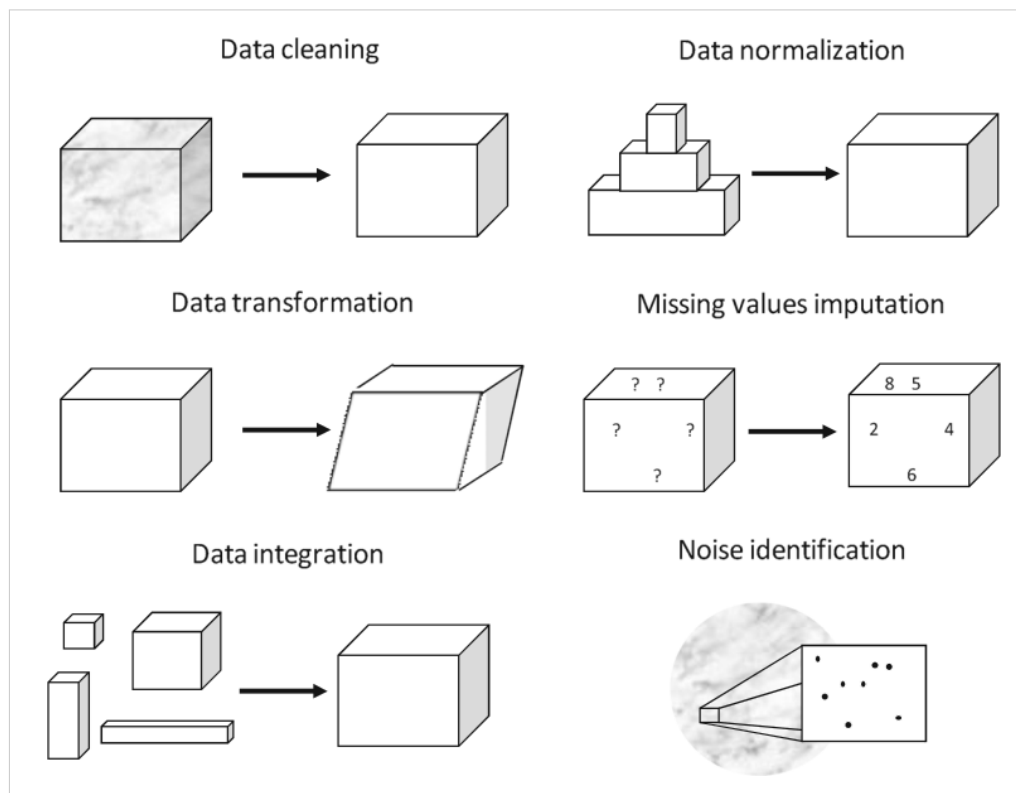 Data cleaning
Data normalization
Data transformation
Missing values imputation
? ?
? ?
?
8 5
2 4
6
Data integration
Noise identification